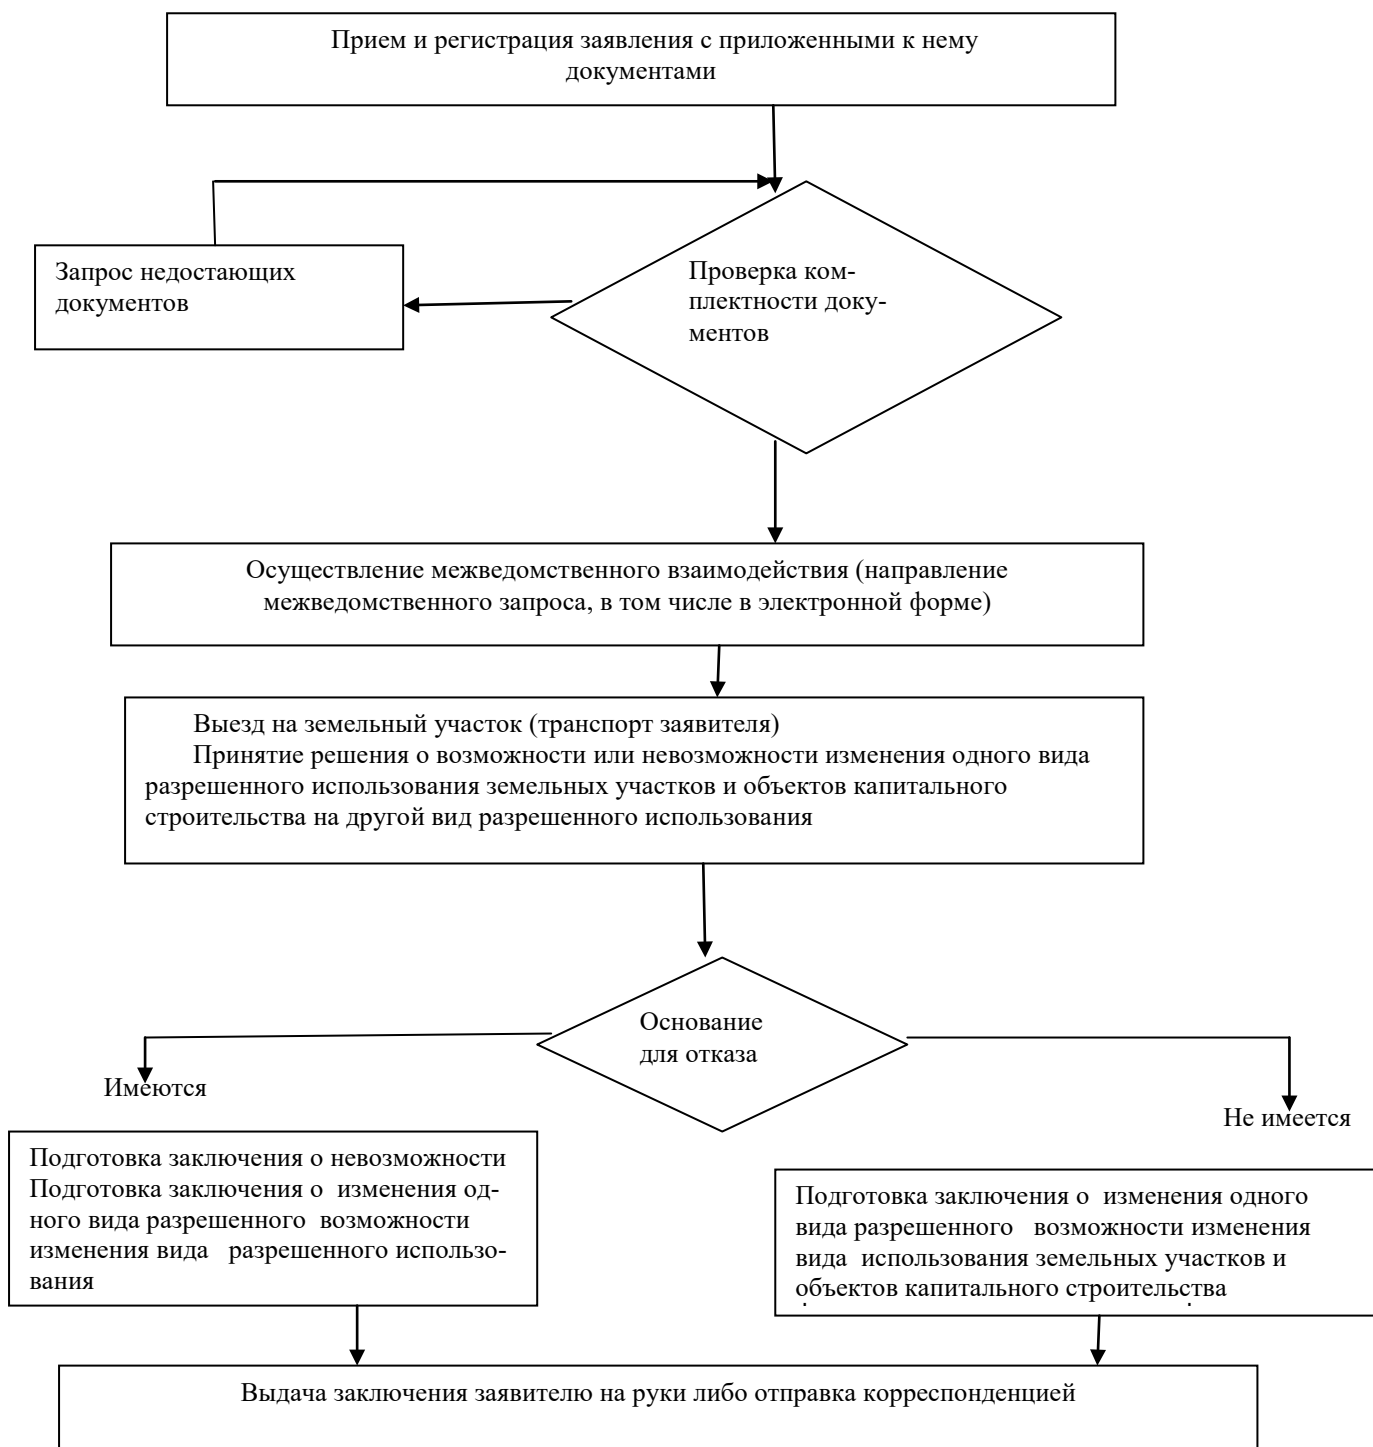 Прием и регистрация заявления с приложенными к нему
документами
Запрос недостающих
документов
Проверка ком-
плектности доку-
ментов
Осуществление межведомственного взаимодействия (направление
межведомственного запроса, в том числе в электронной форме)
Выезд на земельный участок (транспорт заявителя)
Принятие решения о возможности или невозможности изменения одного вида
разрешенного использования земельных участков и объектов капитального
строительства на другой вид разрешенного использования
Основание
для отказа
Имеются
Не имеется
Подготовка заключения о невозможности
Подготовка заключения о  изменения од-
ного вида разрешенного  возможности
изменения вида   разрешенного использо-
вания
Подготовка заключения о  изменения одного
вида разрешенного   возможности изменения
вида  использования земельных участков и
объектов капитального строительства
Выдача заключения заявителю на руки либо отправка корреспонденцией